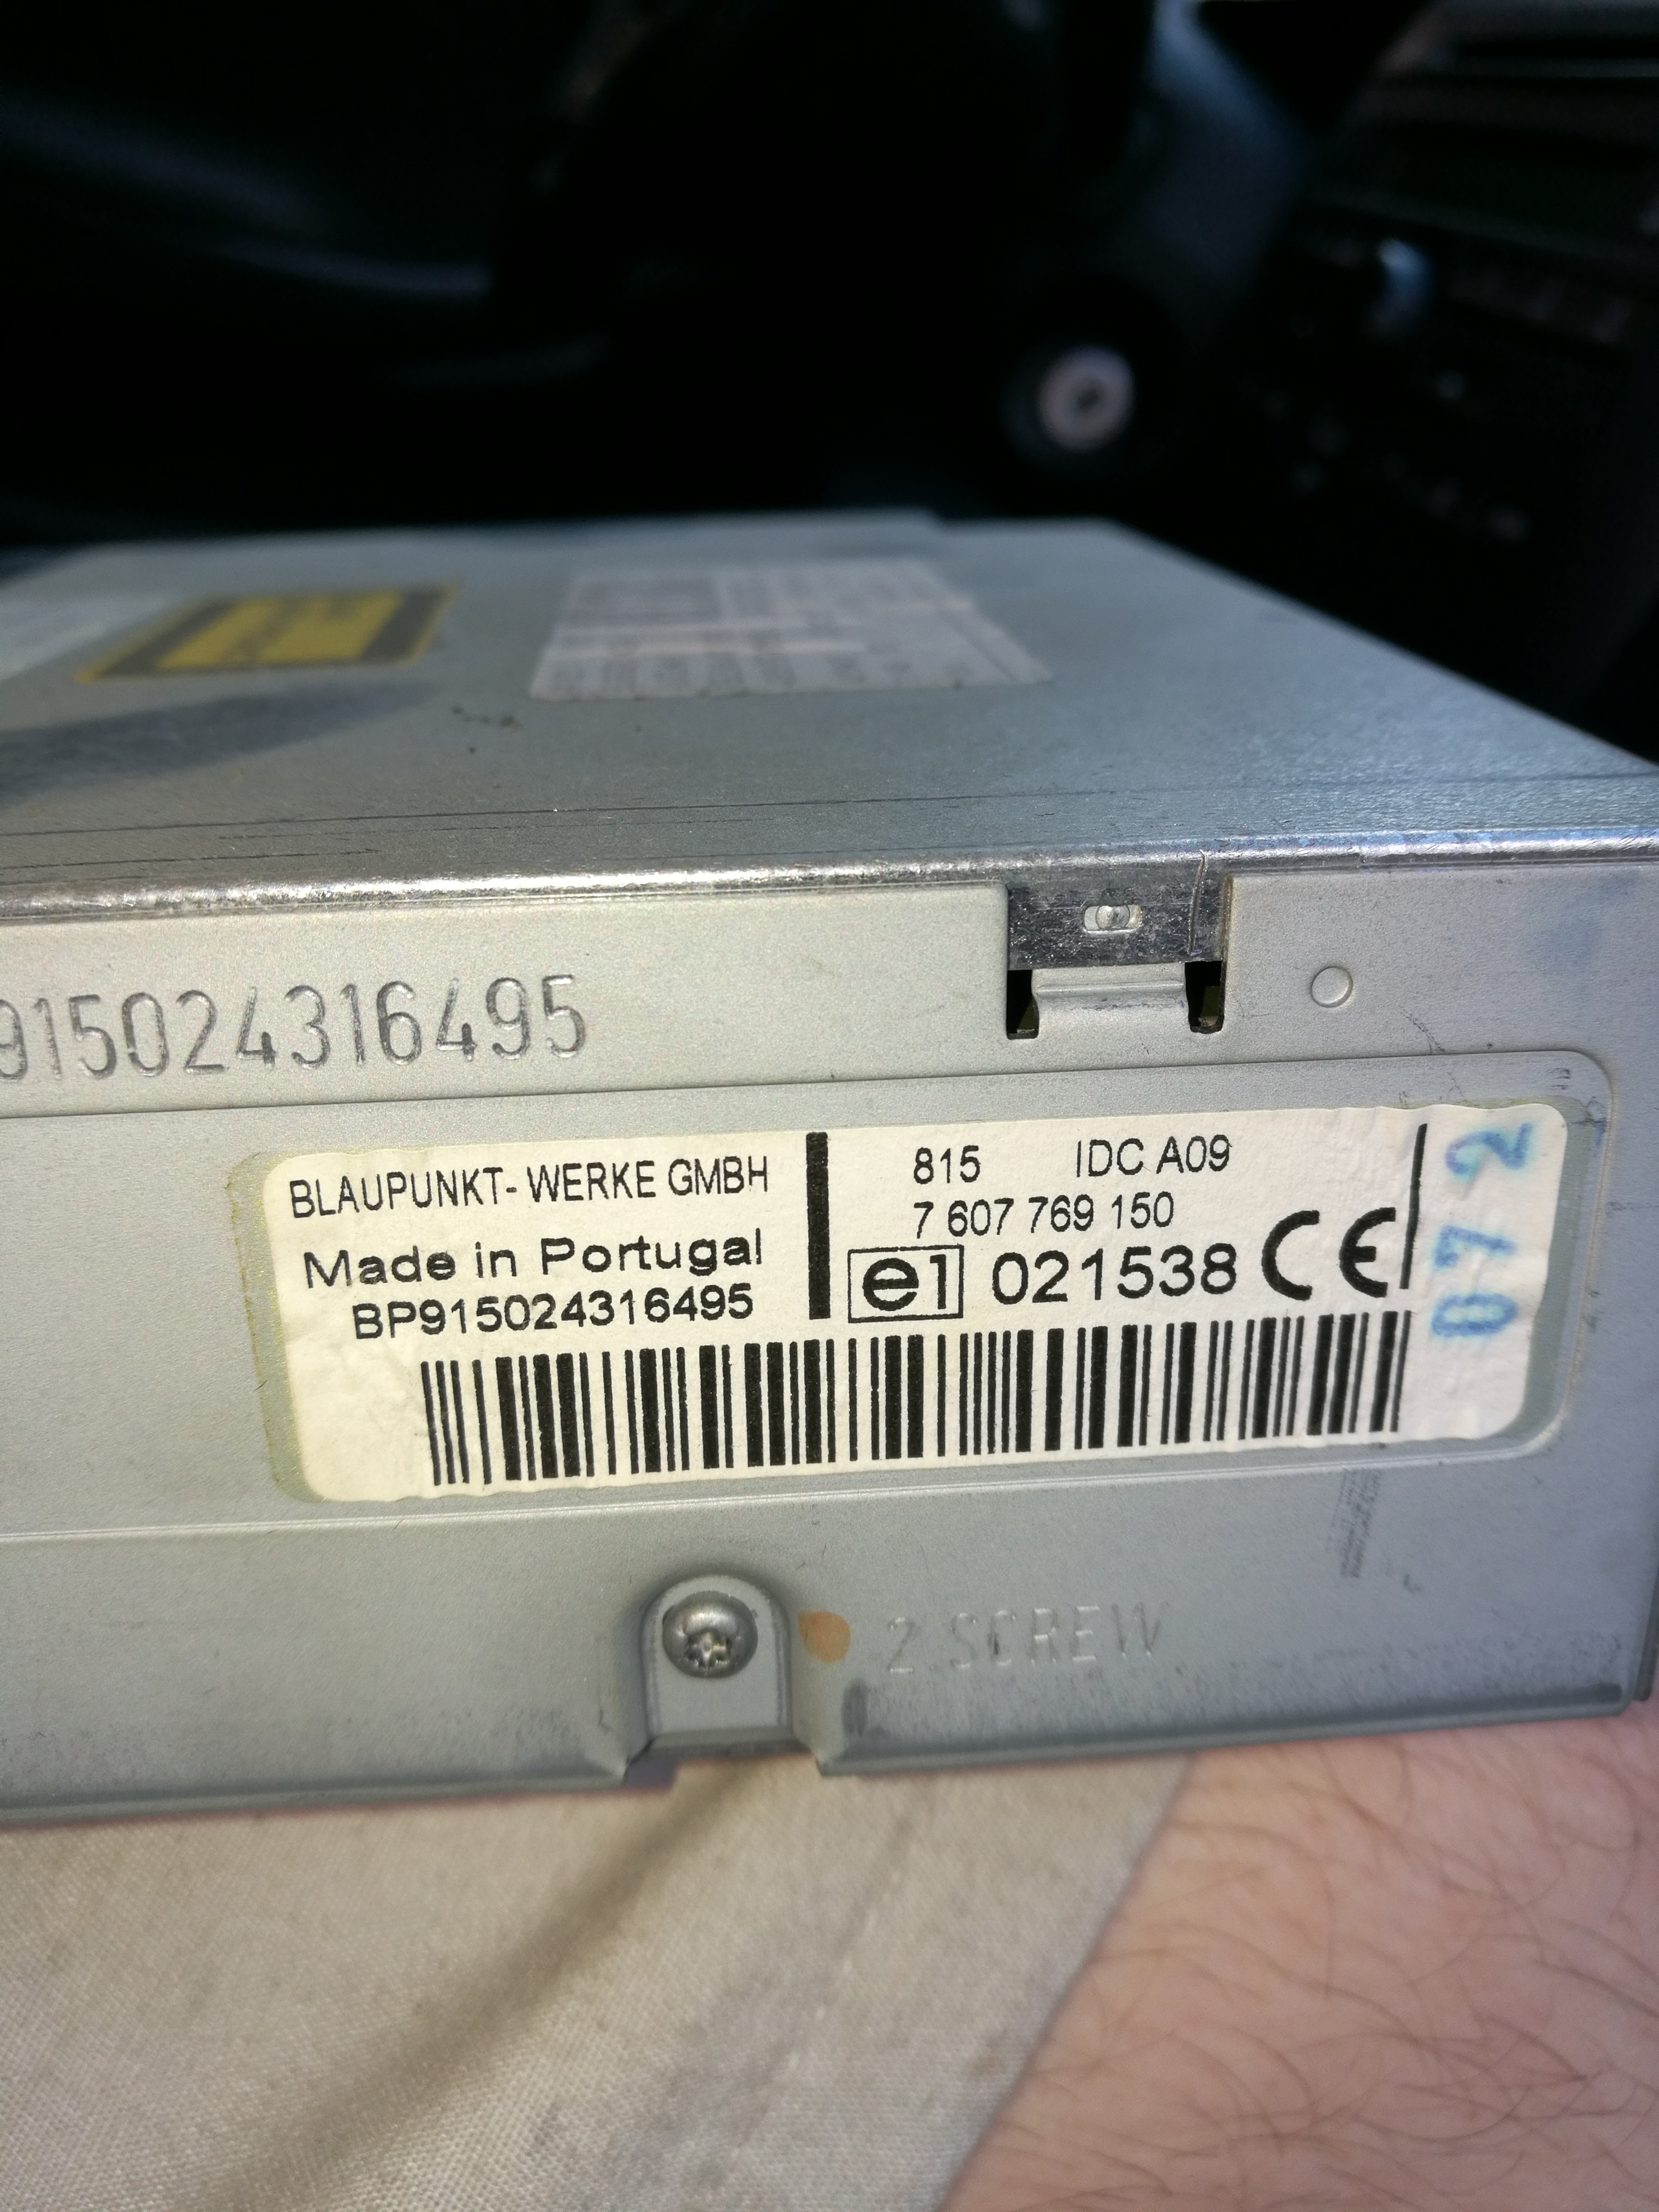 915024316495
BLAUPUNKT-WERKE GMBH
Made in Portugal
BP915024316495
815 IDC A09
7 607 769 150
e1 021538 CE
0712
2.SCREW